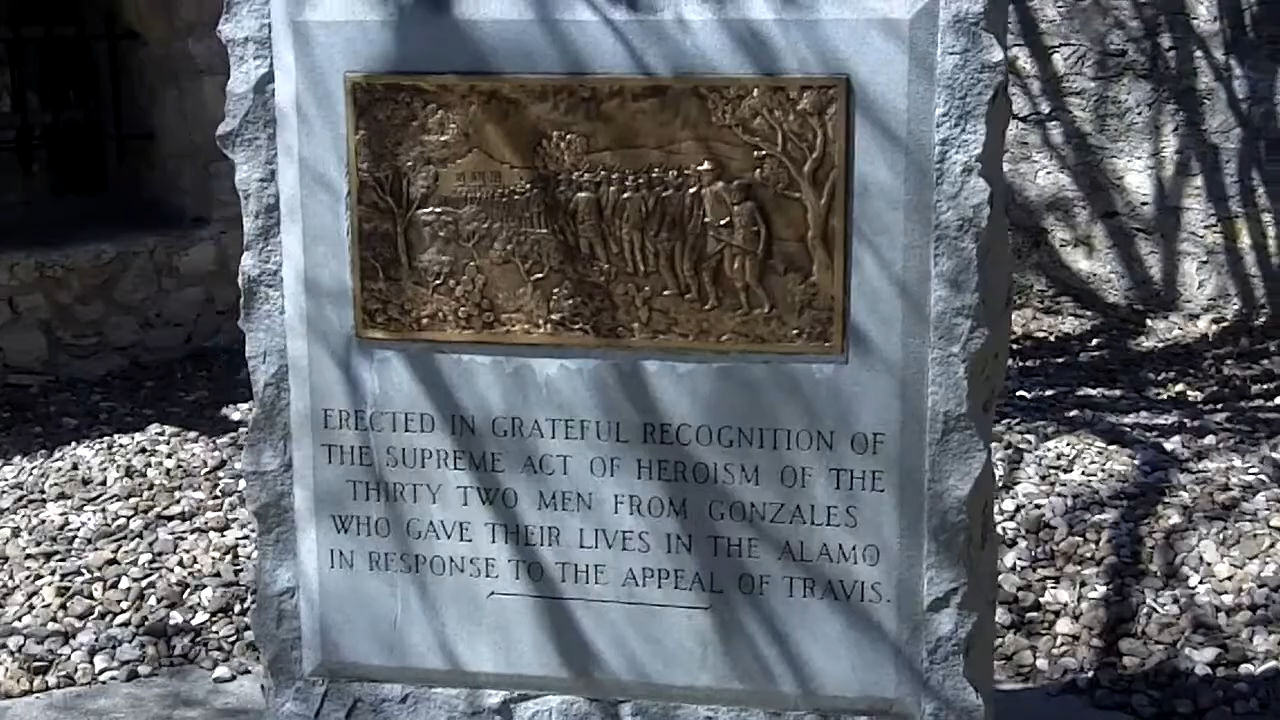 ERECTED IN GRATEFUL RECOGNITION OF
THE SUPREME ACT OF HEROISM OF THE
THIRTY TWO MEN FROM GONZALES
WHO GAVE THEIR LIVES IN THE ALAMO
IN RESPONSE TO THE APPEAL OF TRAVIS.